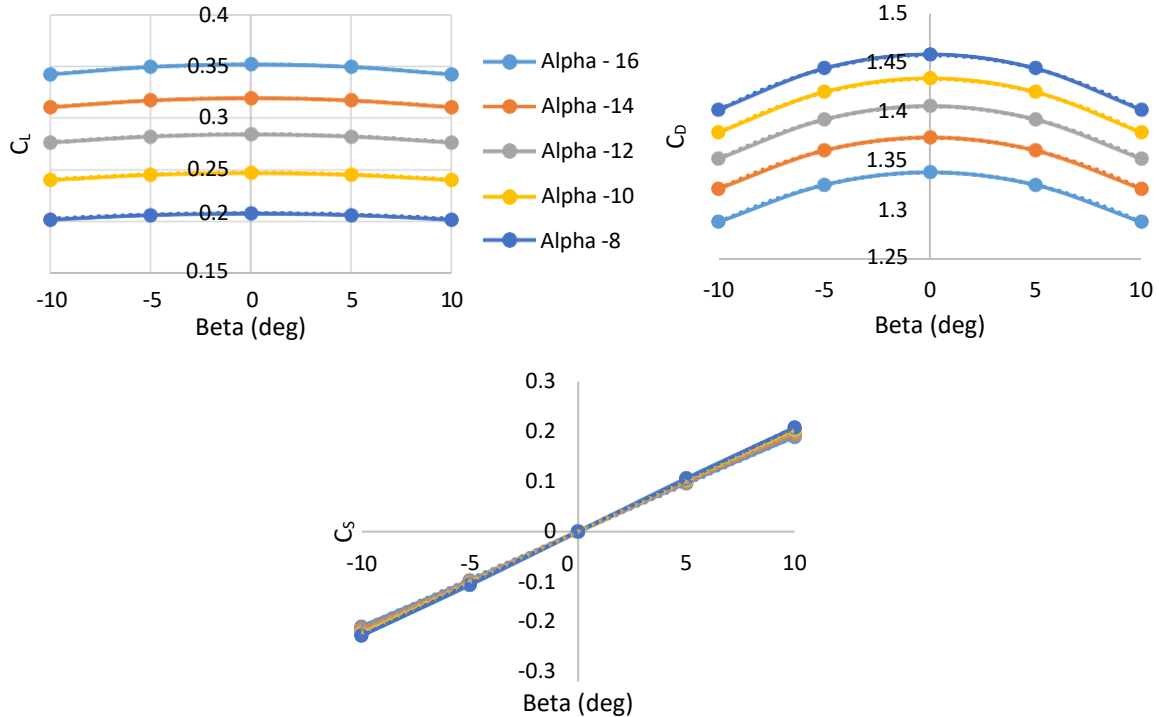 0.4
0.35
0.3
0.25
0.2
0.15
C_L
-10 -5 0 5 10
Beta (deg)
Alpha - 16
Alpha -14
Alpha -12
Alpha -10
Alpha -8
1.5
1.45
1.4
1.35
1.3
1.25
C_D
-10 -5 0 5 10
Beta (deg)
0.3
0.2
0.1
0
-0.1
-0.2
-0.3
C_S
-10 -5 0 5 10
Beta (deg)